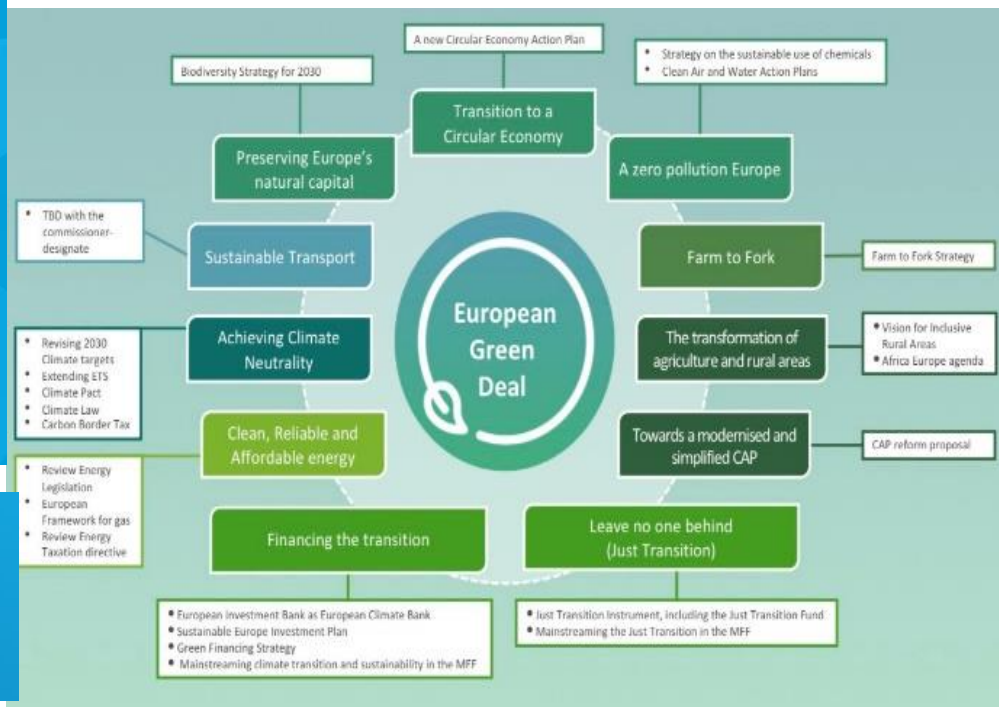 A new Circular Economy Action Plan
• Strategy on the sustainable use of chemicals
• Clean Air and Water Action Plans
Biodiversity Strategy for 2030
Transition to a
Circular Economy
Preserving Europe's
natural capital
A zero pollution Europe
• TBD with the
commissioner-
designate
Sustainable Transport
Farm to Fork
Farm to Fork Strategy
European
Green
Deal
Achieving Climate
Neutrality
The transformation of
agriculture and rural areas
• Vision for Inclusive
Rural Areas
• Africa Europe agenda
• Revising 2030
Climate targets
• Extending ETS
• Climate Pact
• Climate Law
• Carbon Border Tax
Clean, Reliable and
Affordable energy
Towards a modernised and
simplified CAP
CAP reform proposal
• Review Energy
Legislation
• European
Framework for gas
• Review Energy
Taxation directive
Financing the transition
Leave no one behind
(Just Transition)
• European Investment Bank as European Climate Bank
• Sustainable Europe Investment Plan
• Green Financing Strategy
• Mainstreaming climate transition and sustainability in the MFF
• Just Transition Instrument, including the Just Transition Fund
• Mainstreaming the Just Transition in the MFF